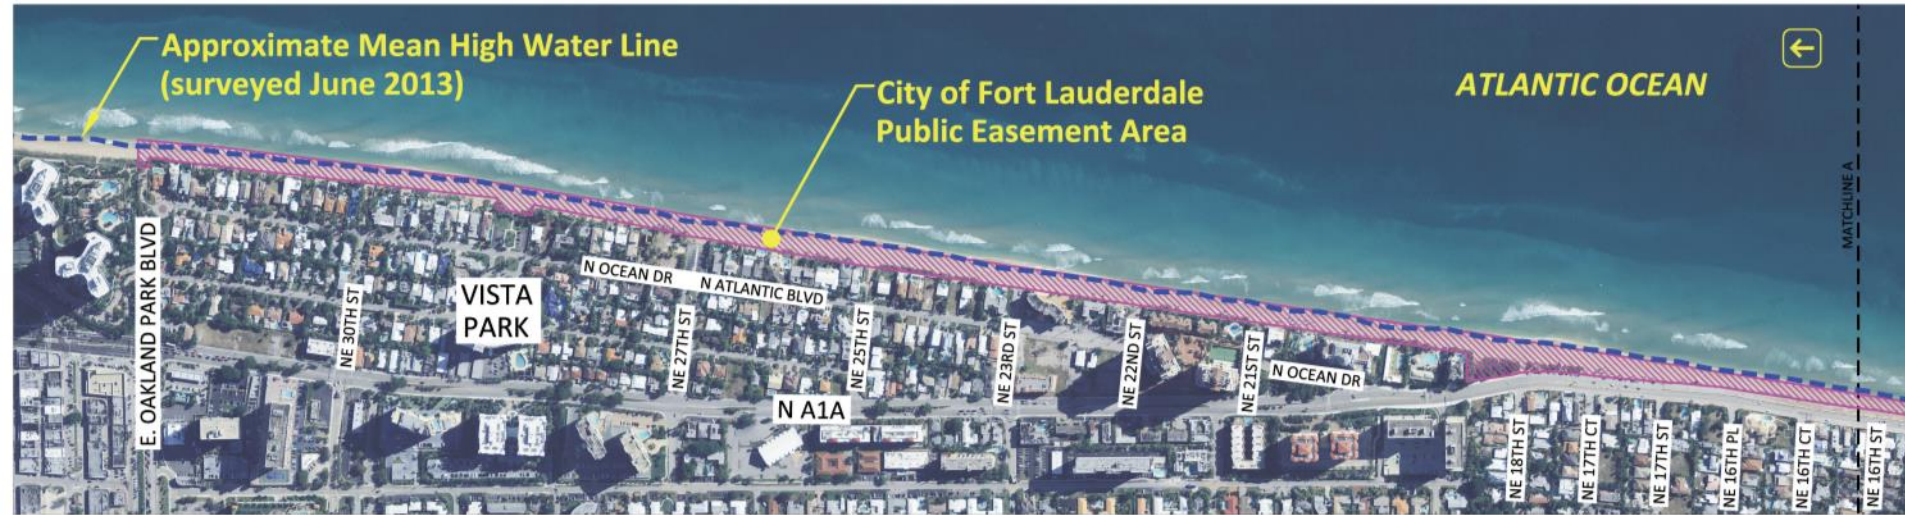 Approximate Mean High Water Line
(surveyed June 2013)
City of Fort Lauderdale
Public Easement Area
ATLANTIC OCEAN
MATCHLINE A
E. OAKLAND PARK BLVD
NE 30TH ST
VISTA
PARK
N OCEAN DR
N ATLANTIC BLVD
NE 27TH ST
NE 25TH ST
N A1A
NE 23RD ST
NE 22ND ST
NE 21ST ST
N OCEAN DR
NE 18TH ST
NE 17TH CT
NE 17TH ST
NE 16TH PL
NE 16TH CT
NE 16TH ST